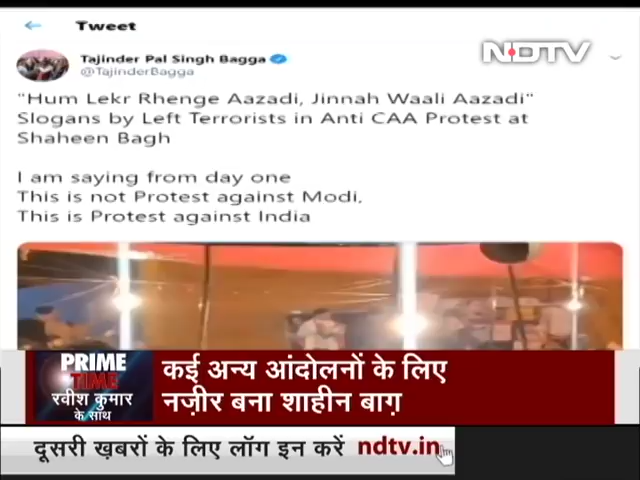 Tweet
NDTV
Tajinder Pal Singh Bagga
@TajinderBagga
"Hum Lekr Rhenge Aazadi, Jinnah Waali Aazadi"
Slogans by Left Terrorists in Anti CAA Protest at
Shaheen Bagh
I am saying from day one
This is not Protest against Modi,
This is Protest against India
PRIME
TIME
रवीश कुमार
के साथ
कई अन्य आंदोलनों के लिए
नज़ीर बना शाहीन बाग़
दूसरी ख़बरों के लिए लॉग इन करें ndtv.in